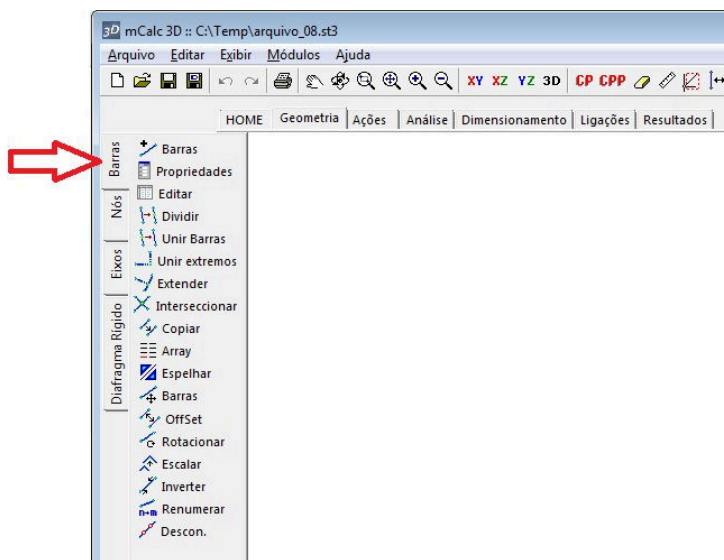 3D mCalc 3D :: C:\Temp\arquivo_08.st3
Arquivo Editar Exibir Módulos Ajuda
XY XZ YZ 3D CP CPP
HOME Geometria Ações Análise Dimensionamento Ligações Resultados
Barras
Nós
Eixos
Diafragma Rígido
Barras
Propriedades
Editar
Dividir
Unir Barras
Unir extremos
Extender
Interseccionar
Copiar
Array
Espelhar
Barras
OffSet
Rotacionar
Escalar
Inverter
n→m Renumerar
Descon.